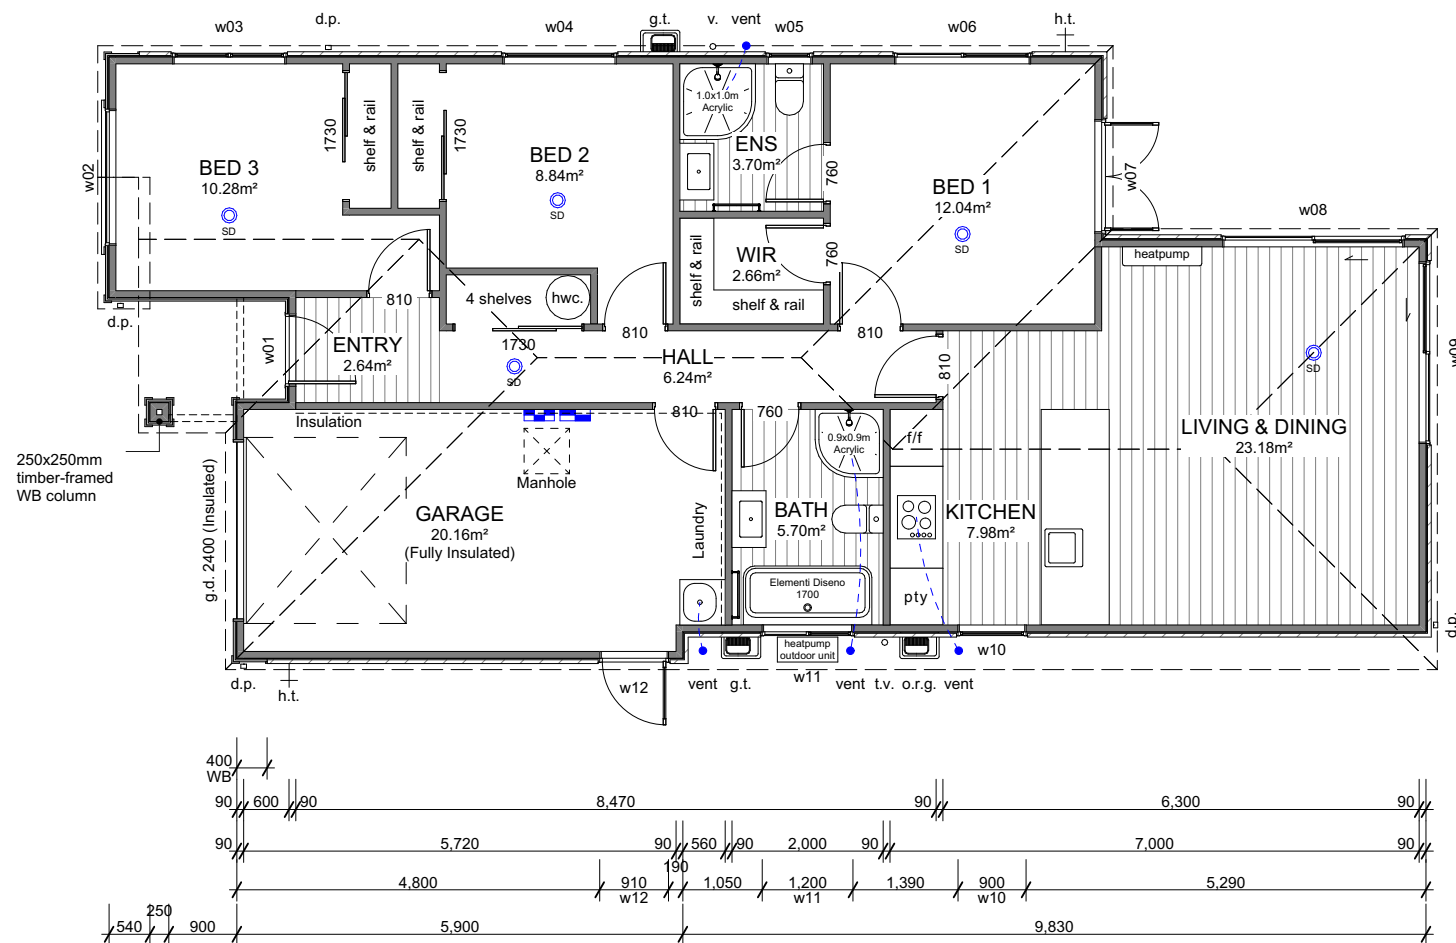 w03
d.p.
w04
g.t.
v.
vent
w05
w06
h.t.
w02
BED 3
10.28m²
SD
1730
shelf & rail
shelf & rail
1730
BED 2
8.84m²
SD
1.0x1.0m
Acrylic
ENS
3.70m²
760
BED 1
12.04m²
SD
w07
w08
heatpump
shelf & rail
WIR
2.66m²
760
shelf & rail
d.p.
w01
ENTRY
2.64m²
810
4 shelves
hwc.
1730
SD
810
HALL
6.24m²
810
810
SD
w09
LIVING & DINING
23.18m²
250x250mm
timber-framed
WB column
Insulation
g.d. 2400 (Insulated)
Manhole
GARAGE
20.16m²
(Fully Insulated)
810
760
Laundry
0.9x0.9m
Acrylic
BATH
5.70m²
Elementi Diseno
1700
f/f
KITCHEN
7.98m²
pty
d.p.
d.p.
h.t.
w12
vent
g.t.
heatpump
outdoor unit
w11
vent
t.v.
o.r.g.
vent
w10
400
WB
90
600
90
8,470
90
6,300
90
90
5,720
90
560
90
2,000
90
7,000
90
4,800
910
w12
190
1,050
1,200
w11
1,390
900
w10
5,290
540
250
900
5,900
9,830